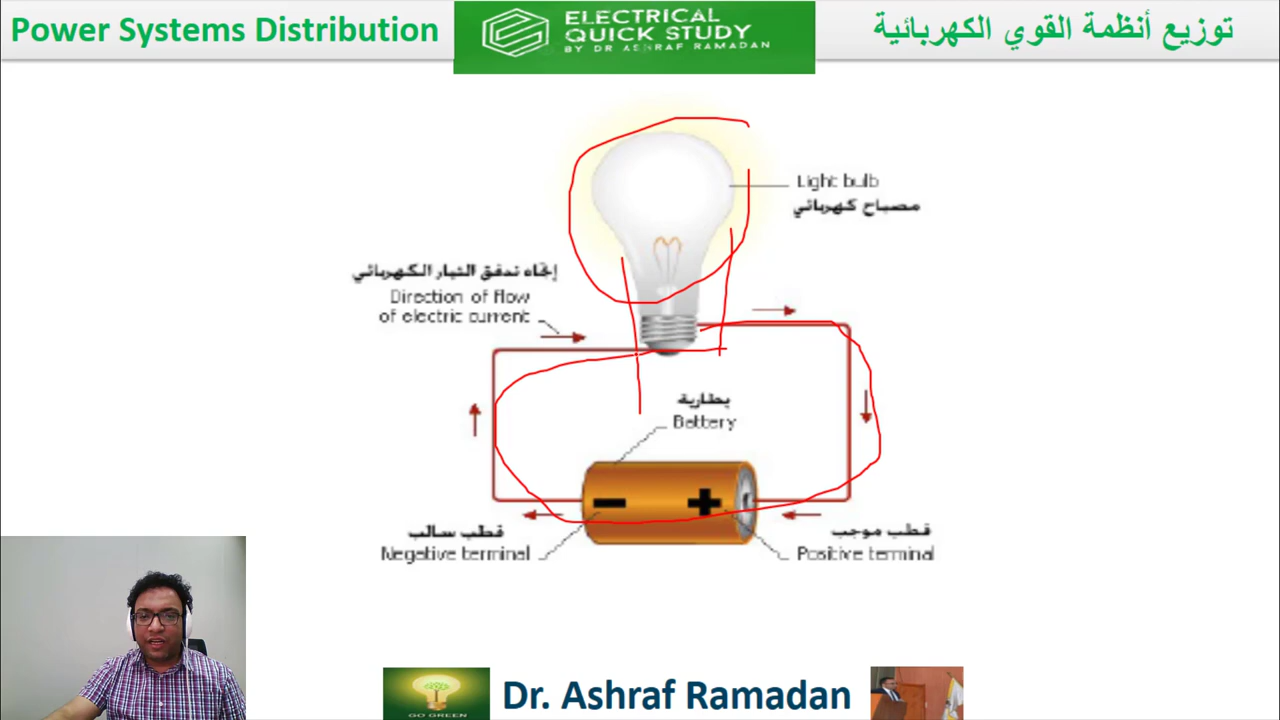 Power Systems Distribution
ELECTRICAL
QUICK STUDY
BY DR ASHRAF RAMADAN
توزيع أنظمة القوي الكهربائية
Light bulb
مصباح كهربائي
إتجاه تدفق التيار الكهربائي
Direction of flow
of electric current
بطارية
Battery
قطب سالب
Negative terminal
قطب موجب
Positive terminal
GO GREEN
Dr. Ashraf Ramadan